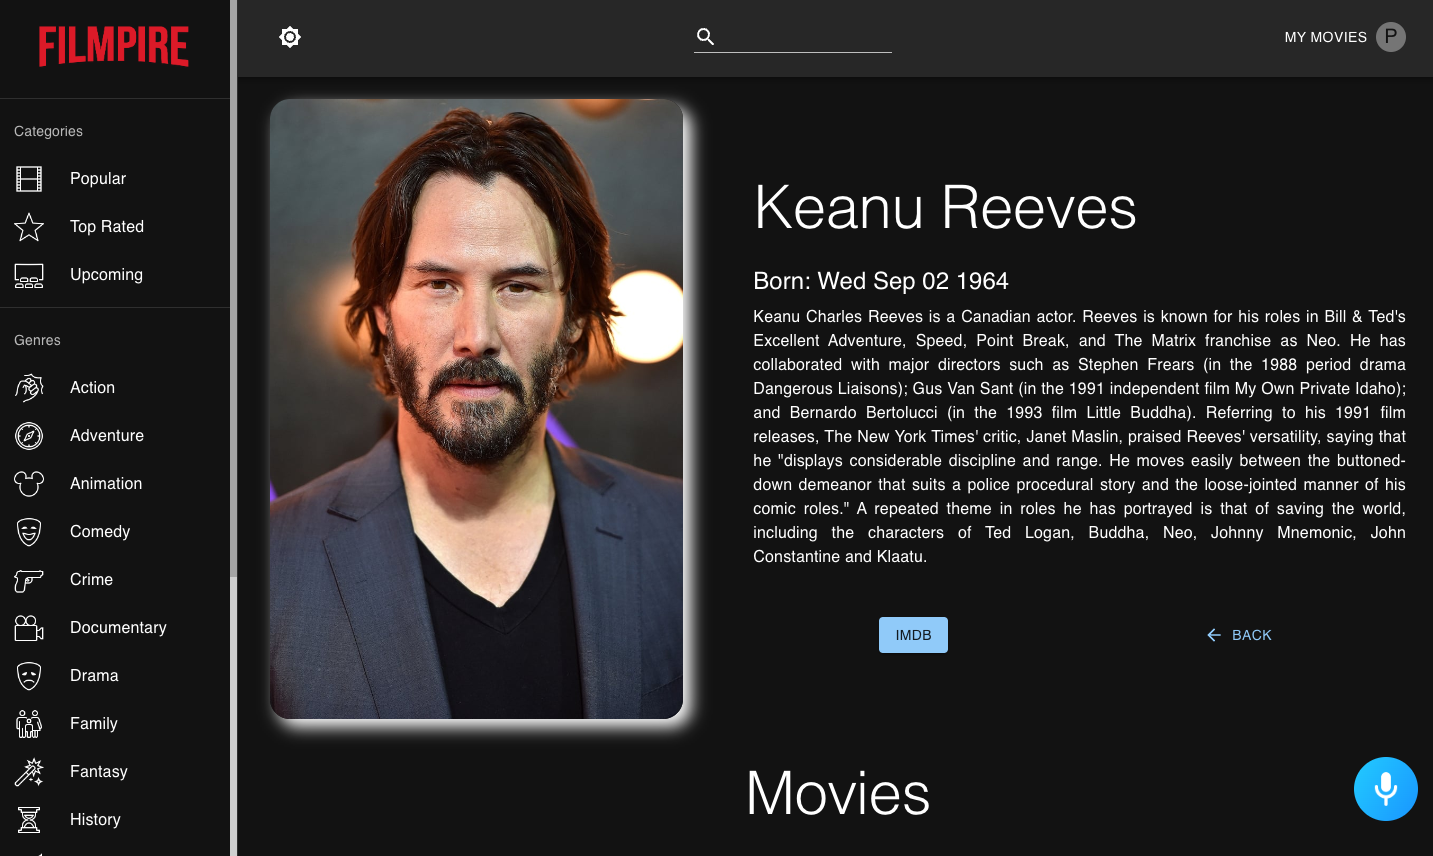 FILMPIRE
MY MOVIES P
Categories
Popular
Top Rated
Upcoming
Genres
Action
Adventure
Animation
Comedy
Crime
Documentary
Drama
Family
Fantasy
History
Keanu Reeves
Born: Wed Sep 02 1964
Keanu Charles Reeves is a Canadian actor. Reeves is known for his roles in Bill & Ted's
Excellent Adventure, Speed, Point Break, and The Matrix franchise as Neo. He has
collaborated with major directors such as Stephen Frears (in the 1988 period drama
Dangerous Liaisons); Gus Van Sant (in the 1991 independent film My Own Private Idaho);
and Bernardo Bertolucci (in the 1993 film Little Buddha). Referring to his 1991 film
releases, The New York Times' critic, Janet Maslin, praised Reeves' versatility, saying that
he "displays considerable discipline and range. He moves easily between the buttoned-
down demeanor that suits a police procedural story and the loose-jointed manner of his
comic roles." A repeated theme in roles he has portrayed is that of saving the world,
including the characters of Ted Logan, Buddha, Neo, Johnny Mnemonic, John
Constantine and Klaatu.
IMDB
BACK
Movies